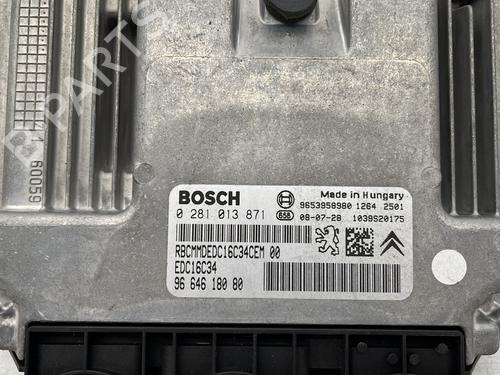 60059
BOSCH
Made in Hungary
9653958980 1264 2501
0 281 013 871
658
08-07-28 1039S20175
RBCMMDEDC16C34CEM 00
EDC16C34
96 646 180 80